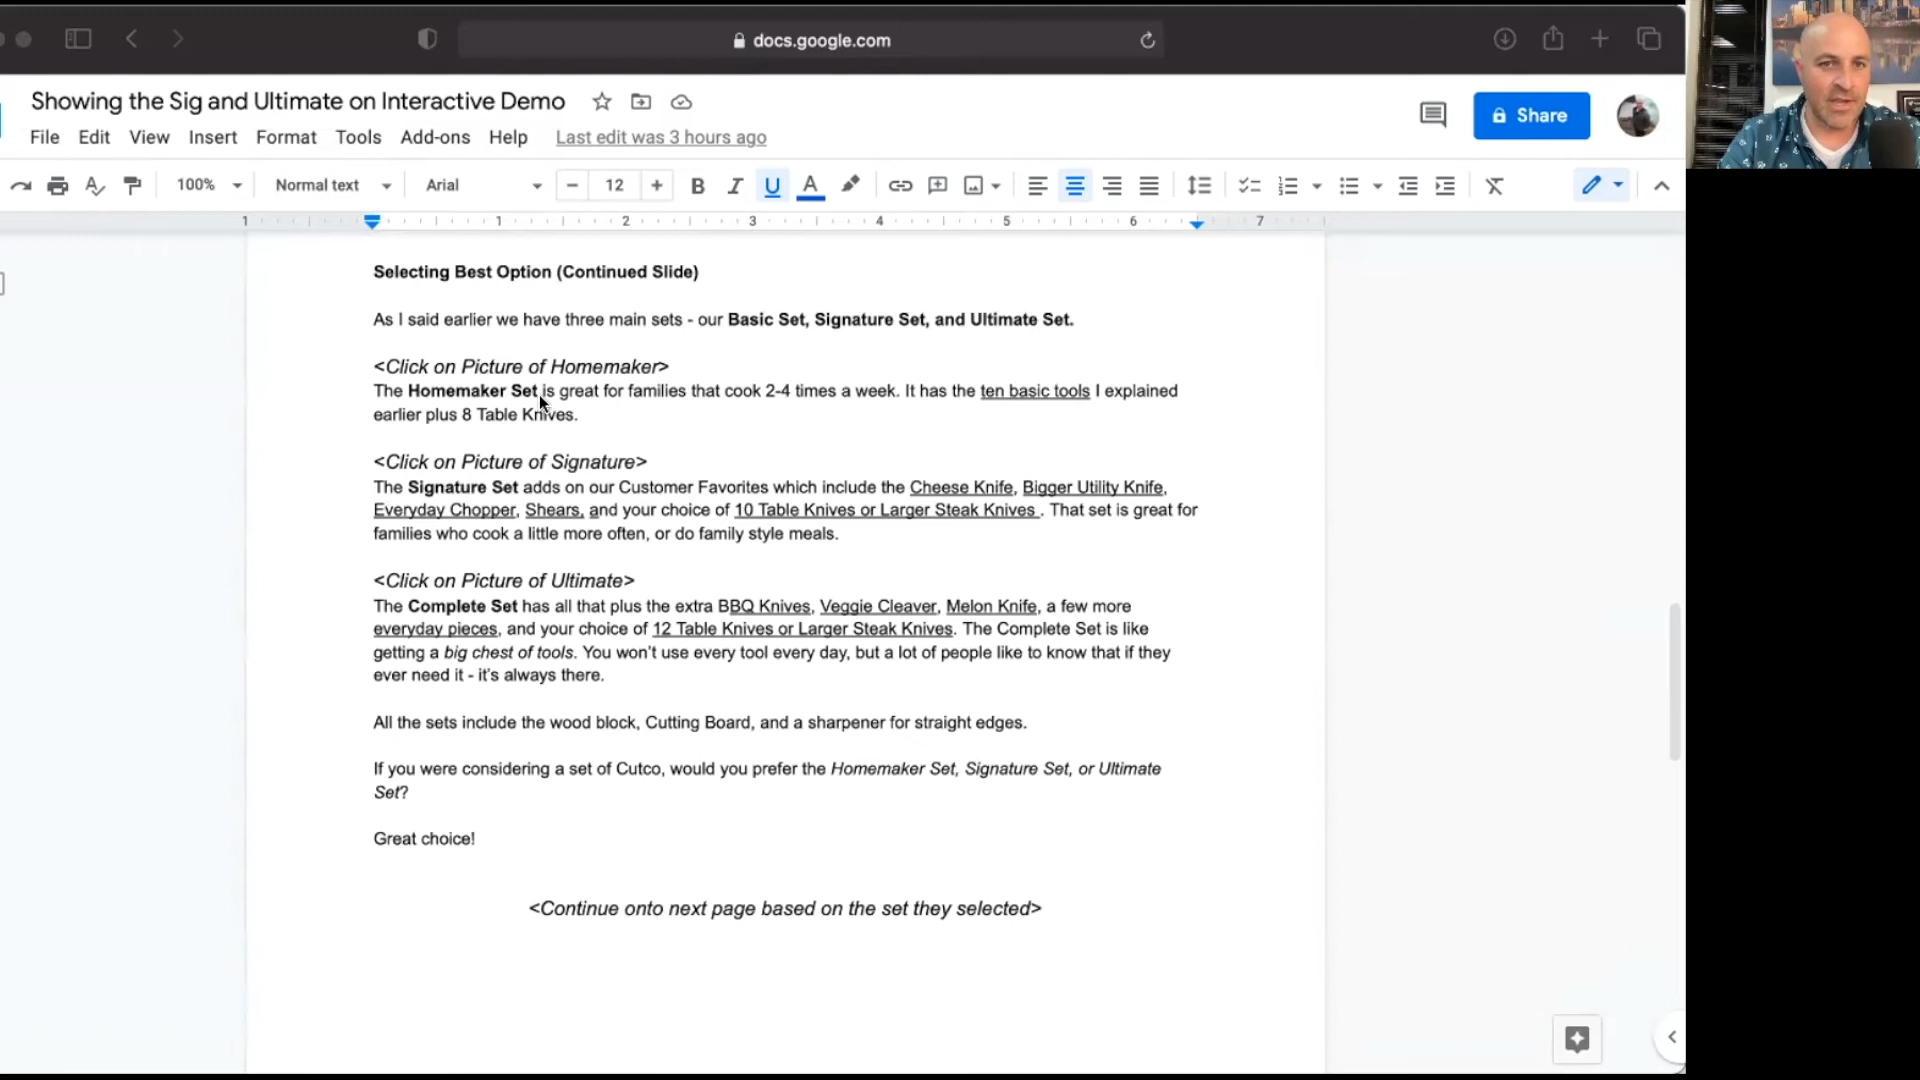 docs.google.com
Showing the Sig and Ultimate on Interactive Demo
Share
File Edit View Insert Format Tools Add-ons Help Last edit was 3 hours ago
100% Normal text Arial 12 B I U A
1 1 2 3 4 5 6 7
Selecting Best Option (Continued Slide)
As I said earlier we have three main sets - our Basic Set, Signature Set, and Ultimate Set.
<Click on Picture of Homemaker>
The Homemaker Set is great for families that cook 2-4 times a week. It has the ten basic tools I explained
earlier plus 8 Table Knives.
<Click on Picture of Signature>
The Signature Set adds on our Customer Favorites which include the Cheese Knife, Bigger Utility Knife,
Everyday Chopper, Shears, and your choice of 10 Table Knives or Larger Steak Knives . That set is great for
families who cook a little more often, or do family style meals.
<Click on Picture of Ultimate>
The Complete Set has all that plus the extra BBQ Knives, Veggie Cleaver, Melon Knife, a few more
everyday pieces, and your choice of 12 Table Knives or Larger Steak Knives. The Complete Set is like
getting a big chest of tools. You won't use every tool every day, but a lot of people like to know that if they
ever need it - it's always there.
All the sets include the wood block, Cutting Board, and a sharpener for straight edges.
If you were considering a set of Cutco, would you prefer the Homemaker Set, Signature Set, or Ultimate
Set?
Great choice!
<Continue onto next page based on the set they selected>